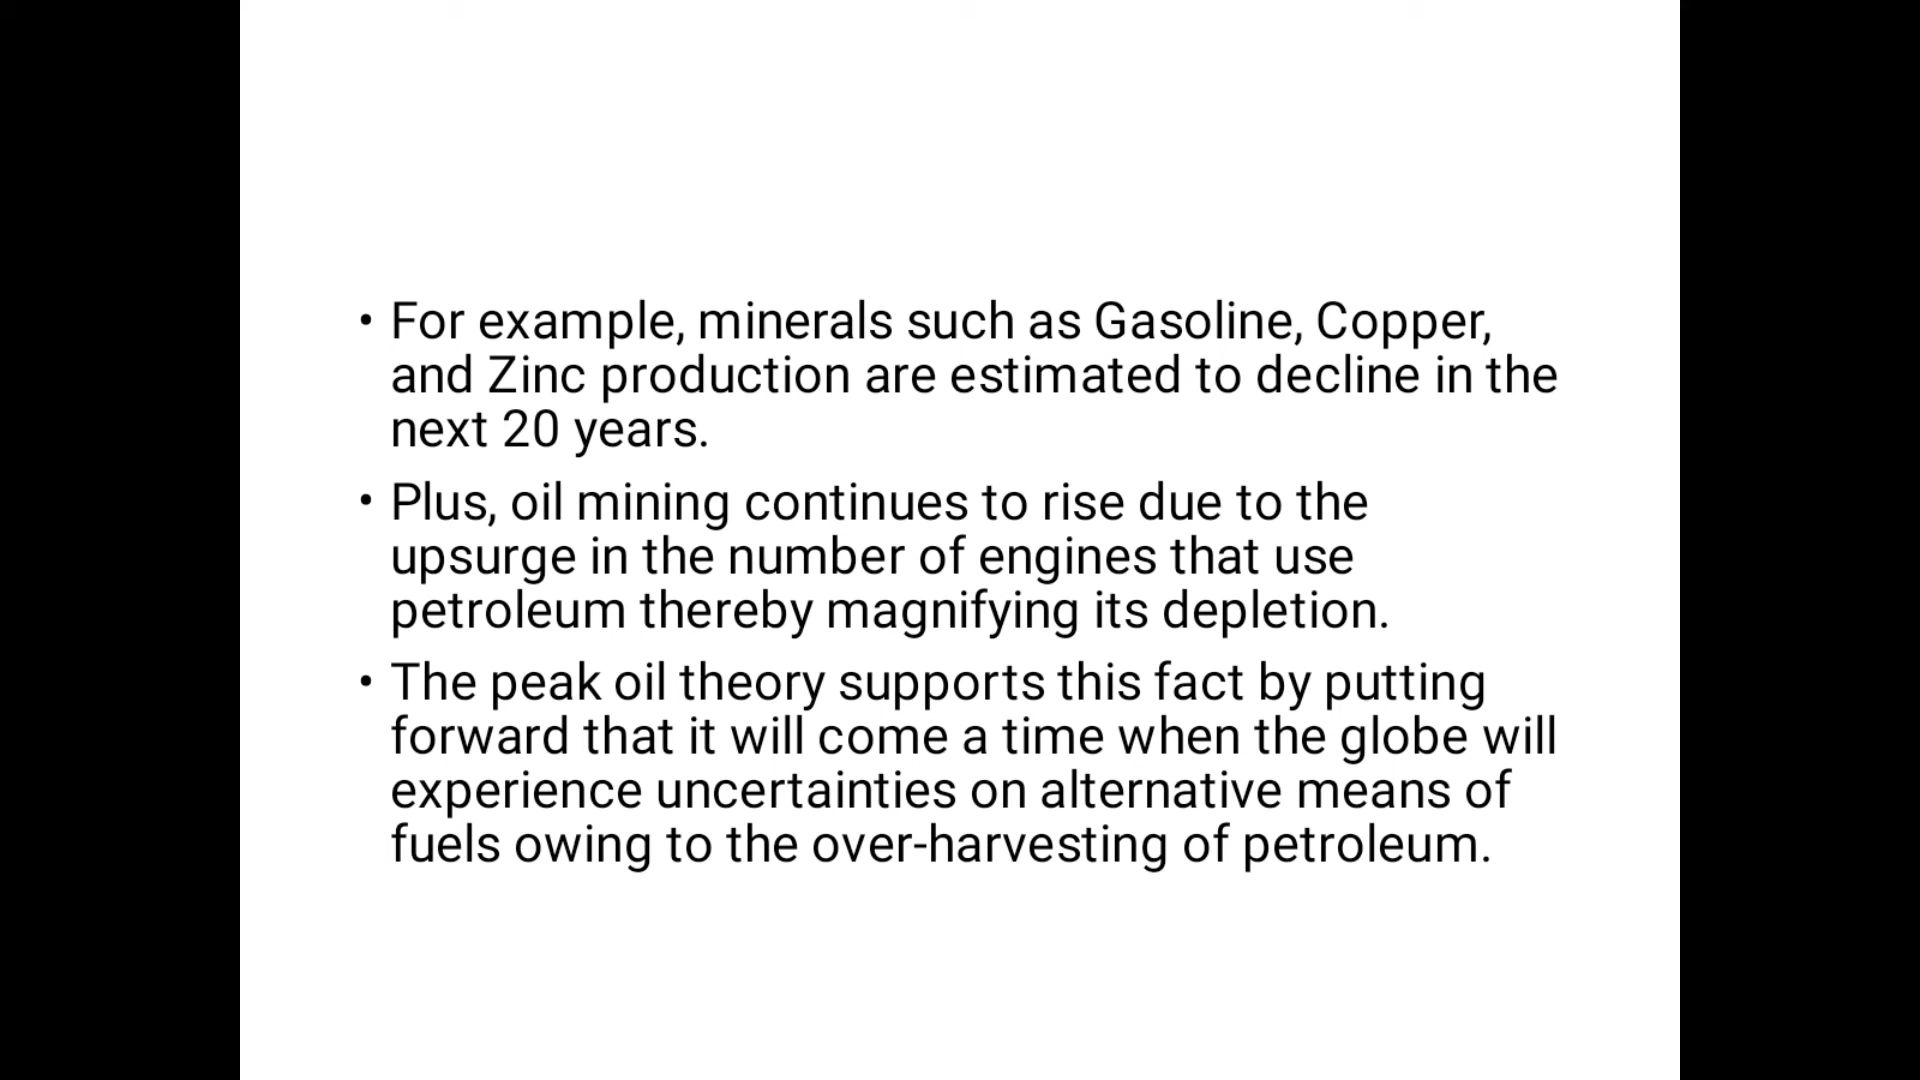 • For example, minerals such as Gasoline, Copper,
and Zinc production are estimated to decline in the
next 20 years.
• Plus, oil mining continues to rise due to the
upsurge in the number of engines that use
petroleum thereby magnifying its depletion.
• The peak oil theory supports this fact by putting
forward that it will come a time when the globe will
experience uncertainties on alternative means of
fuels owing to the over-harvesting of petroleum.